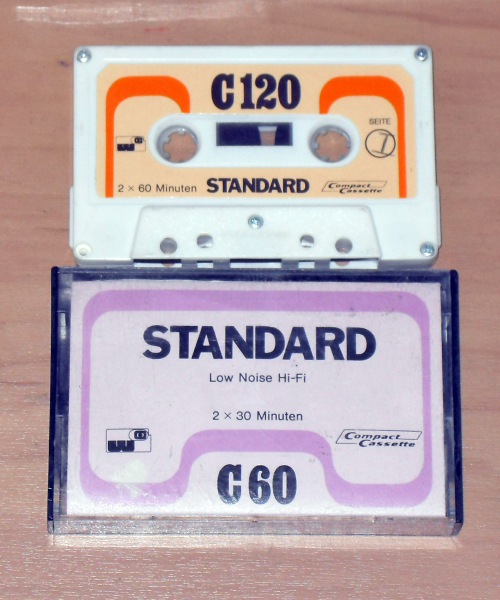 C120
SEITE
I
2 × 60 Minuten STANDARD Compact Cassette
STANDARD
Low Noise Hi-Fi
2 × 30 Minuten
Compact Cassette
C60